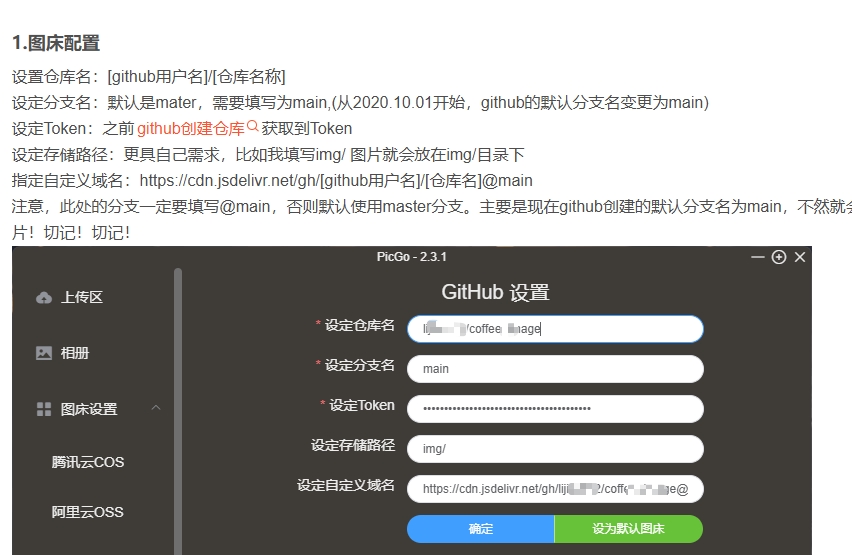 1.图床配置
设置仓库名：[github用户名]/[仓库名称]
设定分支名：默认是mater，需要填写为main,(从2020.10.01开始，github的默认分支名变更为main)
设定Token：之前github创建仓库 获取到Token
设定存储路径：更具自己需求，比如我填写img/ 图片就会放在img/目录下
指定自定义域名：https://cdn.jsdelivr.net/gh/[github用户名]/[仓库名]@main
注意，此处的分支一定要填写@main，否则默认使用master分支。主要是现在github创建的默认分支名为main，不然就
片！切记！切记！
PicGo - 2.3.1
GitHub 设置
上传区
* 设定仓库名
/coffee
相册
* 设定分支名 main
图床设置
* 设定Token ••••••••••••••••••••••••••••••••••••••••
设定存储路径 img/
腾讯云COS
设定自定义域名 https://cdn.jsdelivr.net/gh/
阿里云OSS
确定 设为默认图床